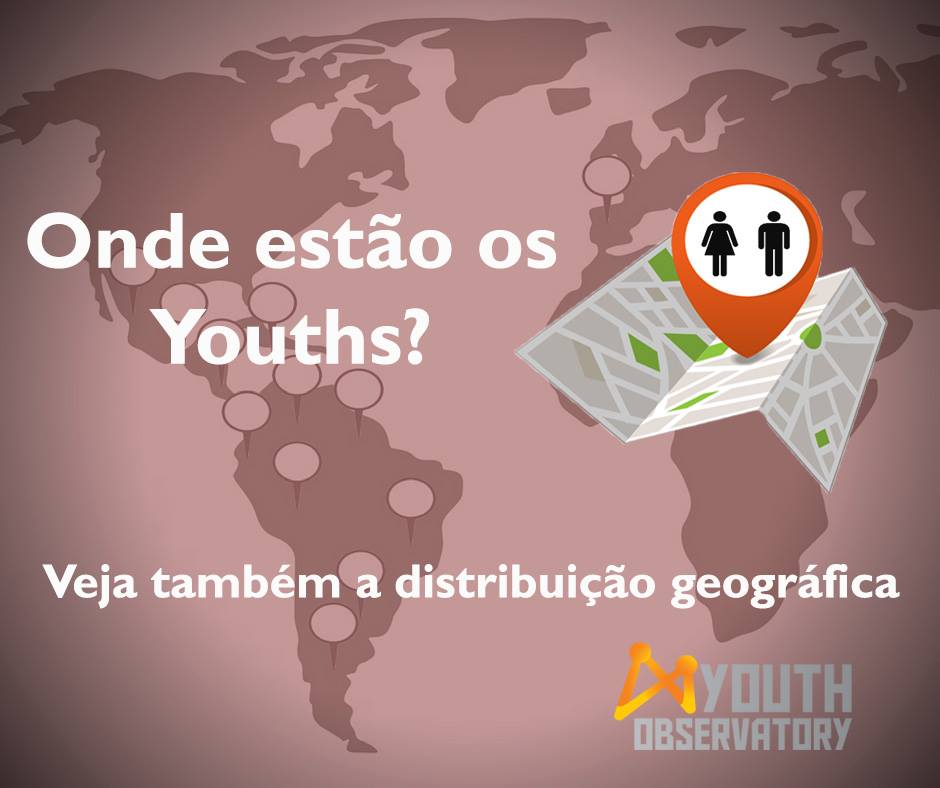 Onde estão os
Youths?
Veja também a distribuição geográfica
YOUTH
OBSERVATORY